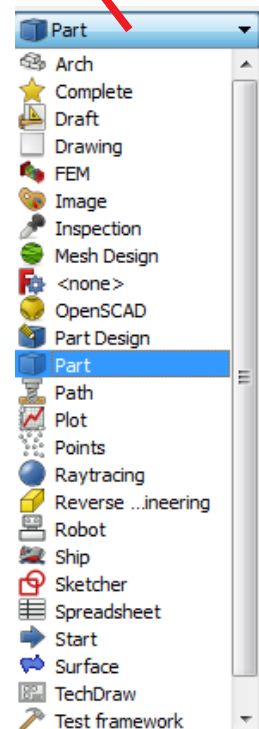 Part
Arch
Complete
Draft
Drawing
FEM
Image
Inspection
Mesh Design
<none>
OpenSCAD
Part Design
Part
Path
Plot
Points
Raytracing
Reverse ...ineering
Robot
Ship
Sketcher
Spreadsheet
Start
Surface
TechDraw
Test framework